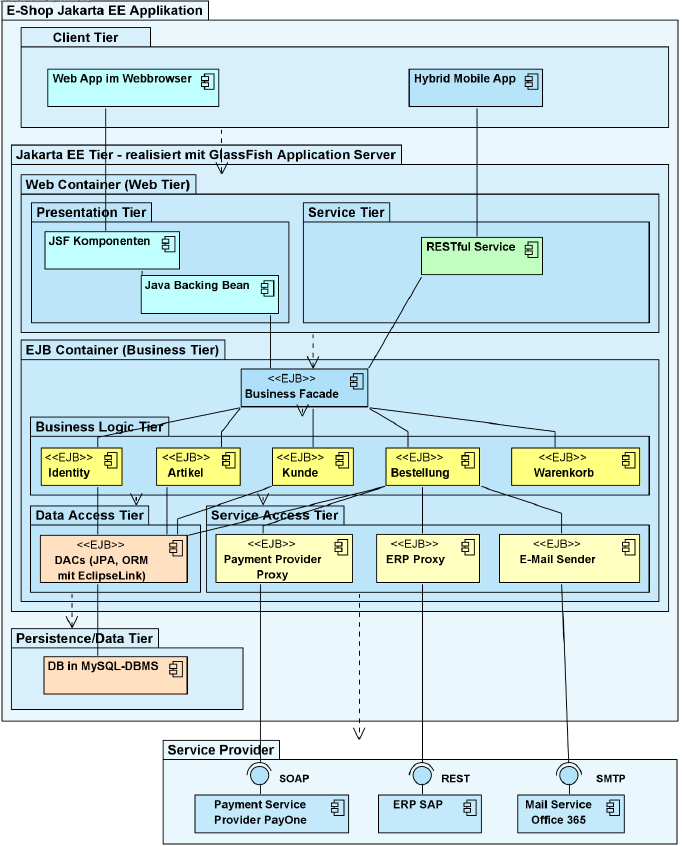 E-Shop Jakarta EE Applikation
Client Tier
Web App im Webbrowser
Hybrid Mobile App
Jakarta EE Tier - realisiert mit GlassFish Application Server
Web Container (Web Tier)
Presentation Tier
Service Tier
JSF Komponenten
RESTful Service
Java Backing Bean
EJB Container (Business Tier)
<<EJB>>
Business Facade
Business Logic Tier
<<EJB>>
Identity
<<EJB>>
Artikel
<<EJB>>
Kunde
<<EJB>>
Bestellung
<<EJB>>
Warenkorb
Data Access Tier
Service Access Tier
<<EJB>>
DACs (JPA, ORM
mit EclipseLink)
<<EJB>>
Payment Provider
Proxy
<<EJB>>
ERP Proxy
<<EJB>>
E-Mail Sender
Persistence/Data Tier
DB in MySQL-DBMS
Service Provider
SOAP
REST
SMTP
Payment Service
Provider PayOne
ERP SAP
Mail Service
Office 365